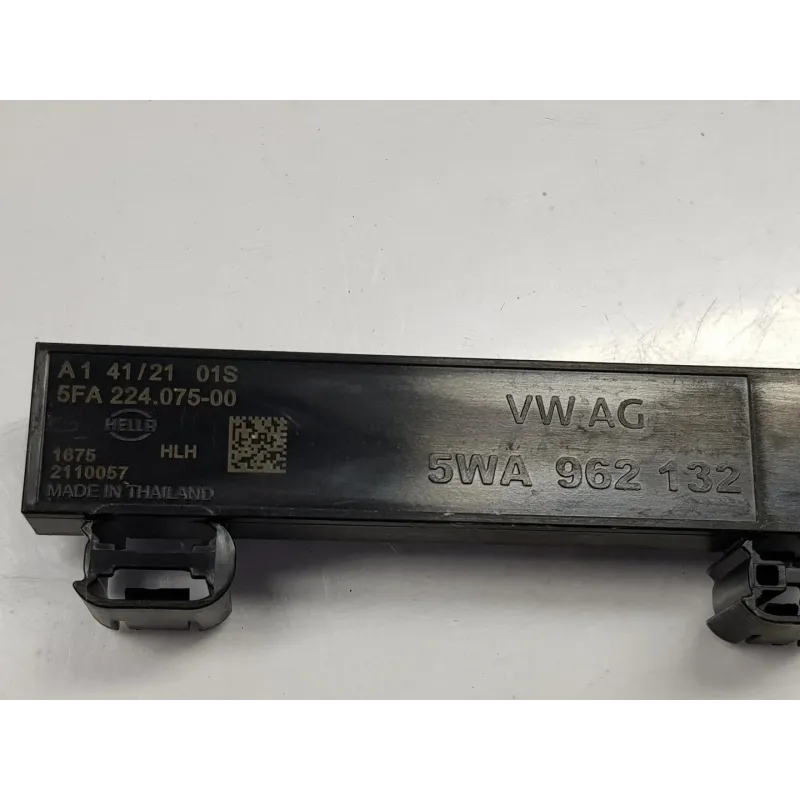 A1 41/21 01S
5FA 224.075-00
HELLA
1675 HLH
2110057
MADE IN THAILAND
VW AG
5WA 962 132